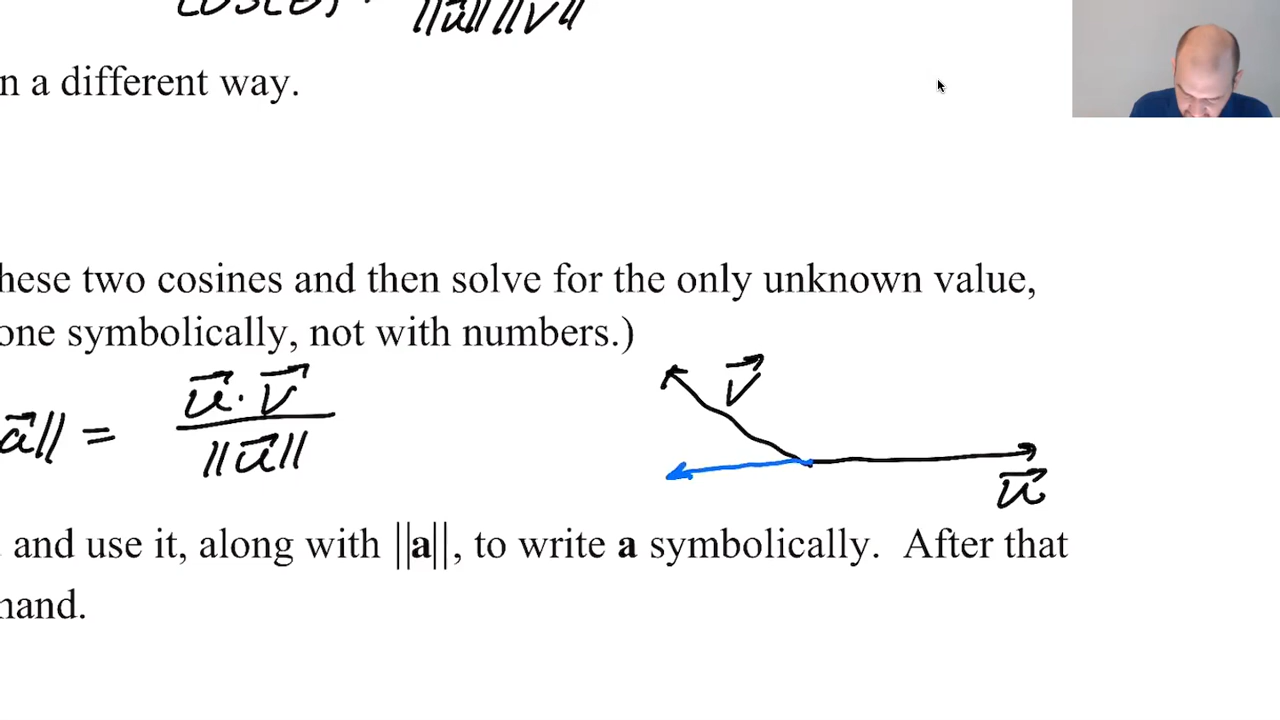 cos(θ) = ||u⃗|| ||v⃗||
n a different way.
hese two cosines and then solve for the only unknown value,
one symbolically, not with numbers.)
a⃗|| = u⃗ · v⃗ / ||u⃗||
v⃗
u⃗
and use it, along with ||a||, to write a symbolically. After that
hand.